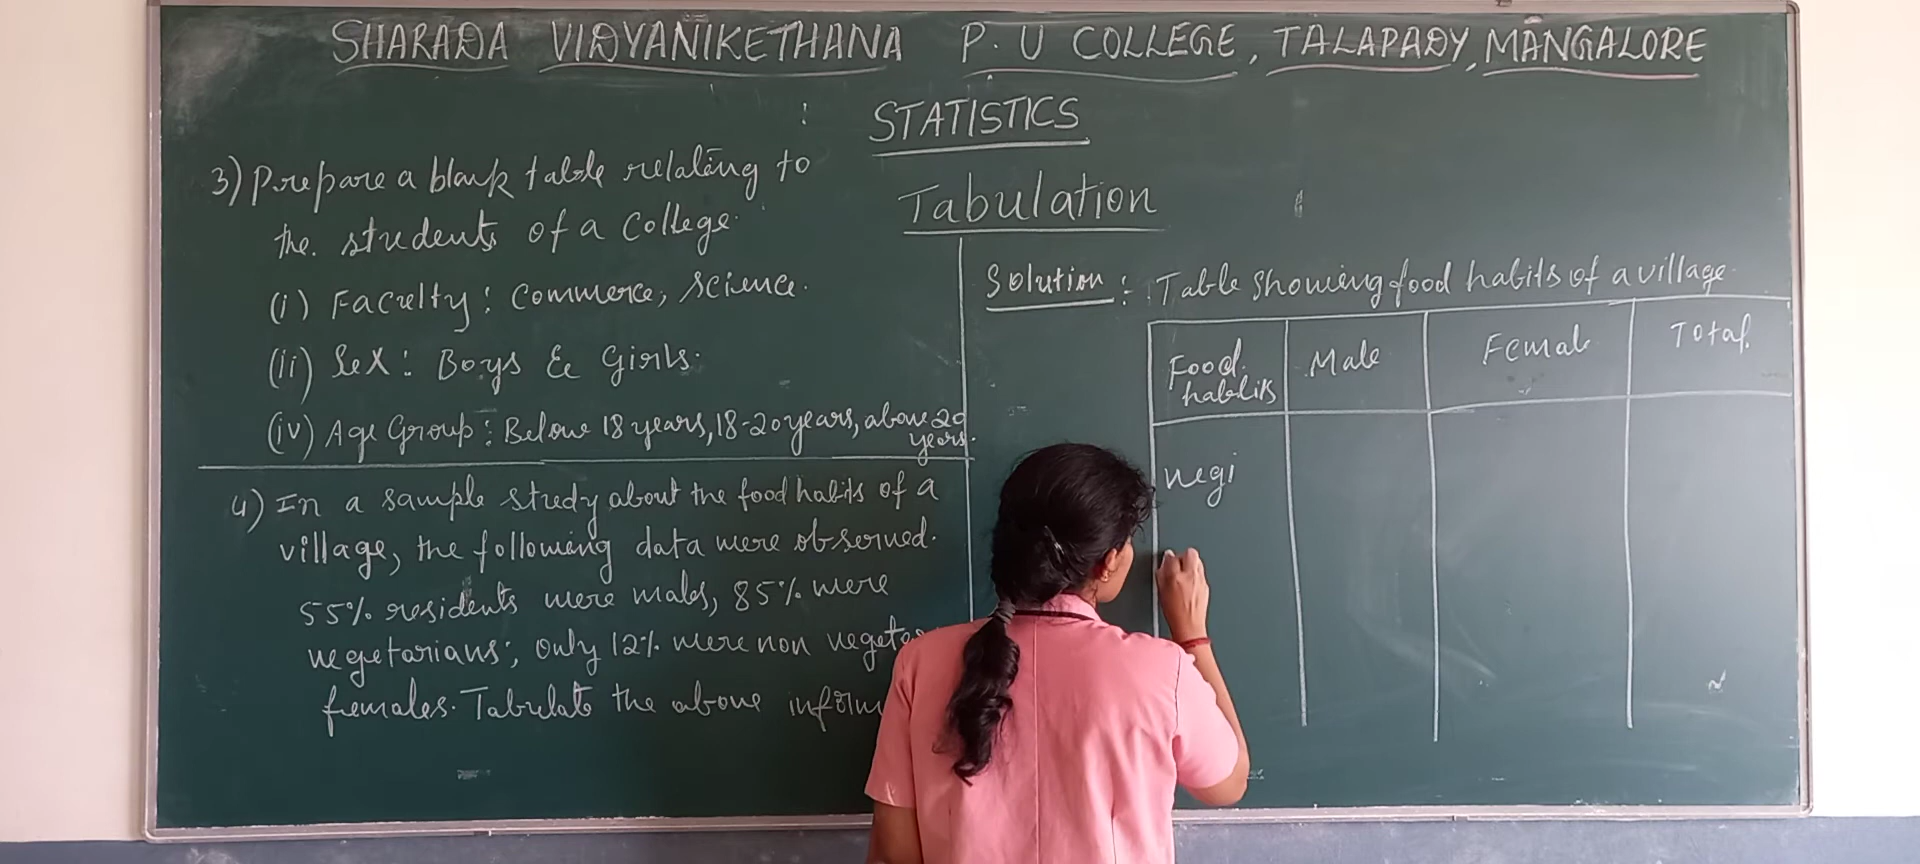 SHARADA VIDYANIKETHANA P. U COLLEGE, TALAPADY, MANGALORE
STATISTICS
Tabulation
3) Prepare a blank table relating to
the students of a College.
(i) Faculty : Commerce, Science.
(ii) Sex : Boys & Girls.
(iv) Age Group : Below 18 years, 18-20 years, above 20
years.
4) In a sample study about the food habits of a
village, the following data were observed.
55% residents were males, 85% were
vegetarians; only 12% were non vegeta
females. Tabulate the above inform
Solution : Table Showing food habits of a village
Food habits
Male
Female
Total
vegi